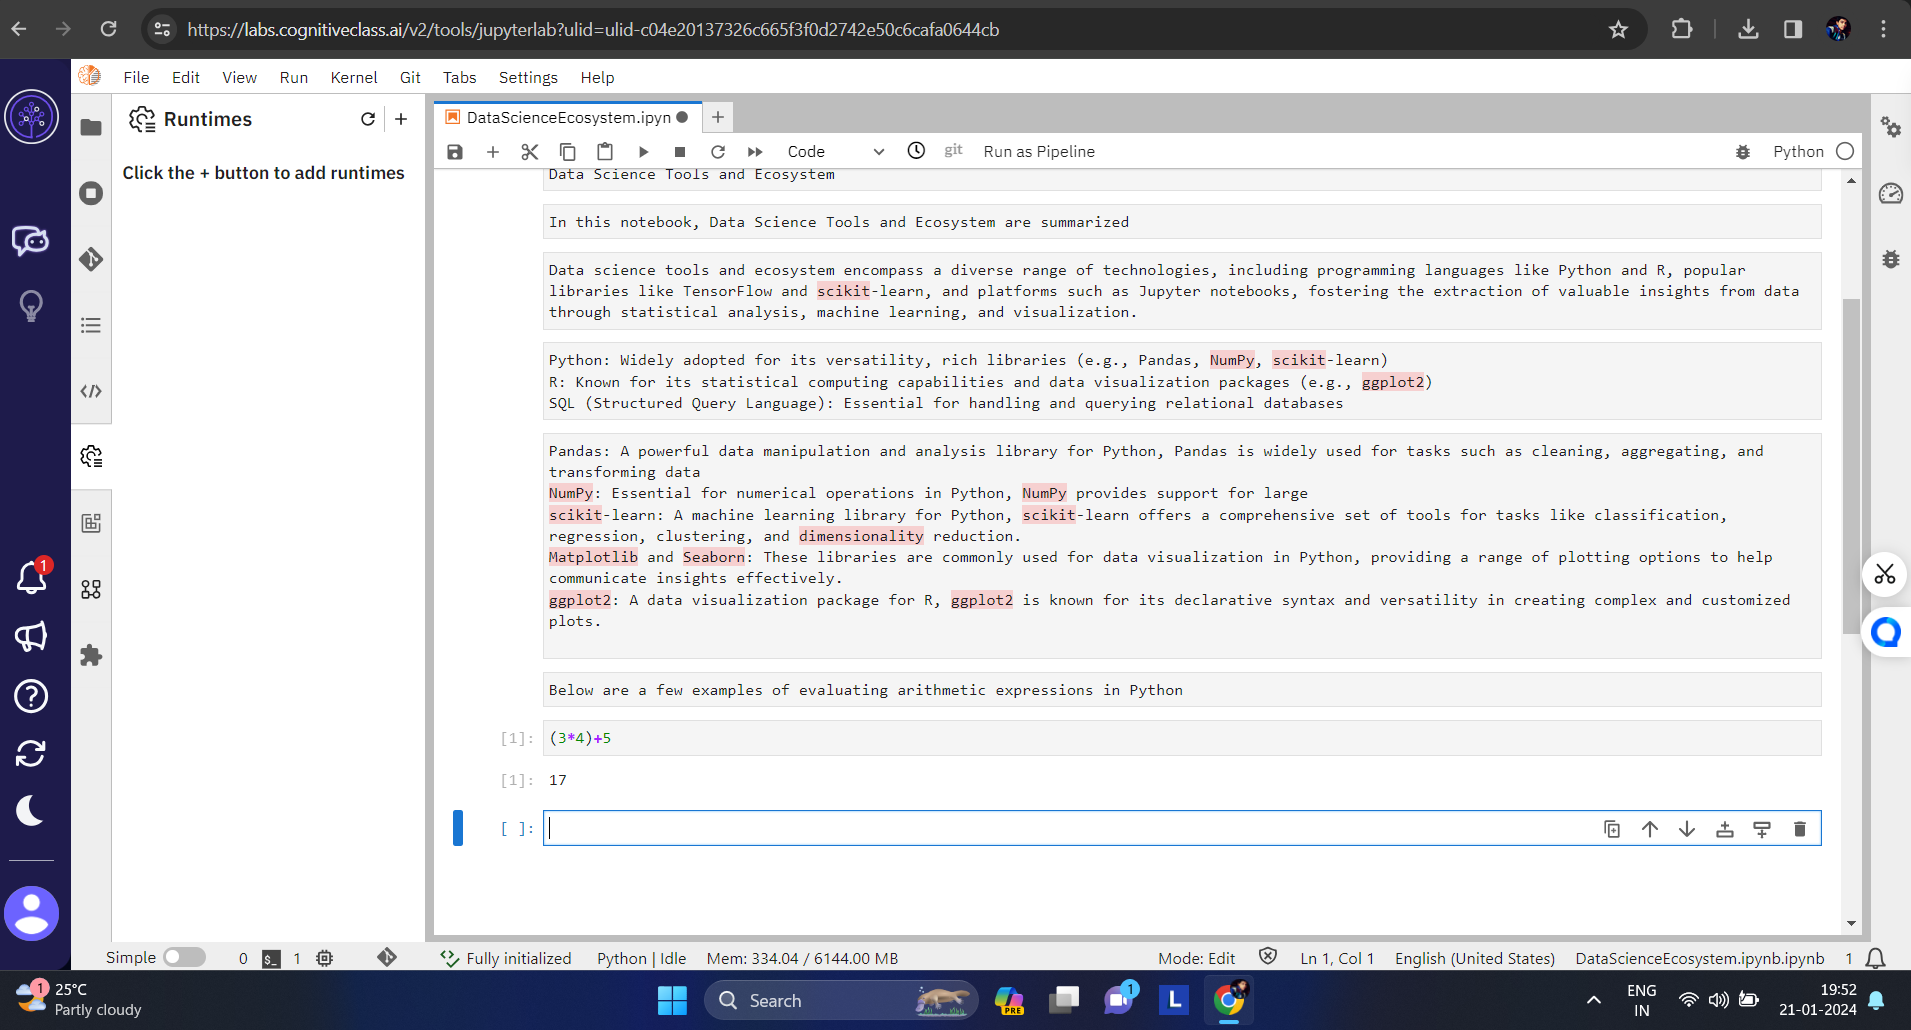 https://labs.cognitiveclass.ai/v2/tools/jupyterlab?ulid=ulid-c04e20137326c665f3f0d2742e50c6cafa0644cb
File Edit View Run Kernel Git Tabs Settings Help
Runtimes
Click the + button to add runtimes
DataScienceEcosystem.ipyn
Code git Run as Pipeline Python
Data Science Tools and Ecosystem
In this notebook, Data Science Tools and Ecosystem are summarized
Data science tools and ecosystem encompass a diverse range of technologies, including programming languages like Python and R, popular
libraries like TensorFlow and scikit-learn, and platforms such as Jupyter notebooks, fostering the extraction of valuable insights from data
through statistical analysis, machine learning, and visualization.
Python: Widely adopted for its versatility, rich libraries (e.g., Pandas, NumPy, scikit-learn)
R: Known for its statistical computing capabilities and data visualization packages (e.g., ggplot2)
SQL (Structured Query Language): Essential for handling and querying relational databases
Pandas: A powerful data manipulation and analysis library for Python, Pandas is widely used for tasks such as cleaning, aggregating, and
transforming data
NumPy: Essential for numerical operations in Python, NumPy provides support for large
scikit-learn: A machine learning library for Python, scikit-learn offers a comprehensive set of tools for tasks like classification,
regression, clustering, and dimensionality reduction.
Matplotlib and Seaborn: These libraries are commonly used for data visualization in Python, providing a range of plotting options to help
communicate insights effectively.
ggplot2: A data visualization package for R, ggplot2 is known for its declarative syntax and versatility in creating complex and customized
plots.
Below are a few examples of evaluating arithmetic expressions in Python
[1]: (3*4)+5
[1]: 17
[ ]:
1
Simple 0 $_ 1 Fully initialized Python | Idle Mem: 334.04 / 6144.00 MB Mode: Edit Ln 1, Col 1 English (United States) DataScienceEcosystem.ipynb.ipynb 1
1 25°C
Partly cloudy
Search
PRE
1
L
ENG
IN
19:52
21-01-2024